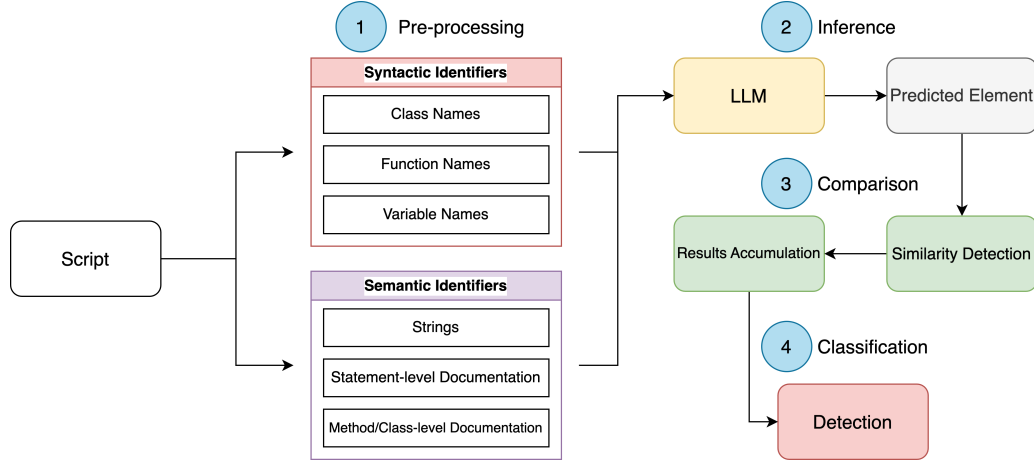 1 Pre-processing
2 Inference
Syntactic Identifiers
Class Names
Function Names
Variable Names
LLM
Predicted Element
3 Comparison
Script
Results Accumulation
Similarity Detection
Semantic Identifiers
Strings
Statement-level Documentation
Method/Class-level Documentation
4 Classification
Detection